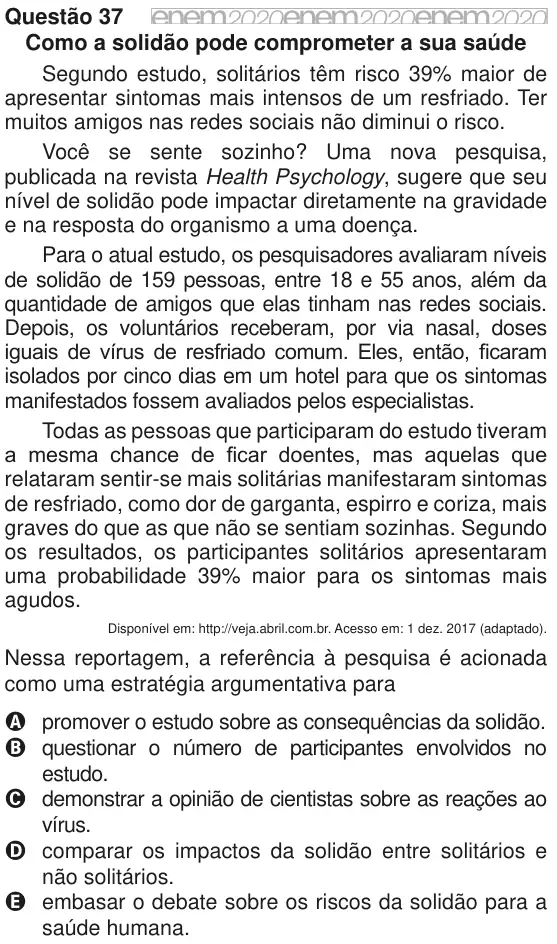 Questão 37 enem2020enem2020enem2020
Como a solidão pode comprometer a sua saúde
Segundo estudo, solitários têm risco 39% maior de
apresentar sintomas mais intensos de um resfriado. Ter
muitos amigos nas redes sociais não diminui o risco.
Você se sente sozinho? Uma nova pesquisa,
publicada na revista Health Psychology, sugere que seu
nível de solidão pode impactar diretamente na gravidade
e na resposta do organismo a uma doença.
Para o atual estudo, os pesquisadores avaliaram níveis
de solidão de 159 pessoas, entre 18 e 55 anos, além da
quantidade de amigos que elas tinham nas redes sociais.
Depois, os voluntários receberam, por via nasal, doses
iguais de vírus de resfriado comum. Eles, então, ficaram
isolados por cinco dias em um hotel para que os sintomas
manifestados fossem avaliados pelos especialistas.
Todas as pessoas que participaram do estudo tiveram
a mesma chance de ficar doentes, mas aquelas que
relataram sentir-se mais solitárias manifestaram sintomas
de resfriado, como dor de garganta, espirro e coriza, mais
graves do que as que não se sentiam sozinhas. Segundo
os resultados, os participantes solitários apresentaram
uma probabilidade 39% maior para os sintomas mais
agudos.
Disponível em: http://veja.abril.com.br. Acesso em: 1 dez. 2017 (adaptado).
Nessa reportagem, a referência à pesquisa é acionada
como uma estratégia argumentativa para
A promover o estudo sobre as consequências da solidão.
B questionar o número de participantes envolvidos no
estudo.
C demonstrar a opinião de cientistas sobre as reações ao
vírus.
D comparar os impactos da solidão entre solitários e
não solitários.
E embasar o debate sobre os riscos da solidão para a
saúde humana.